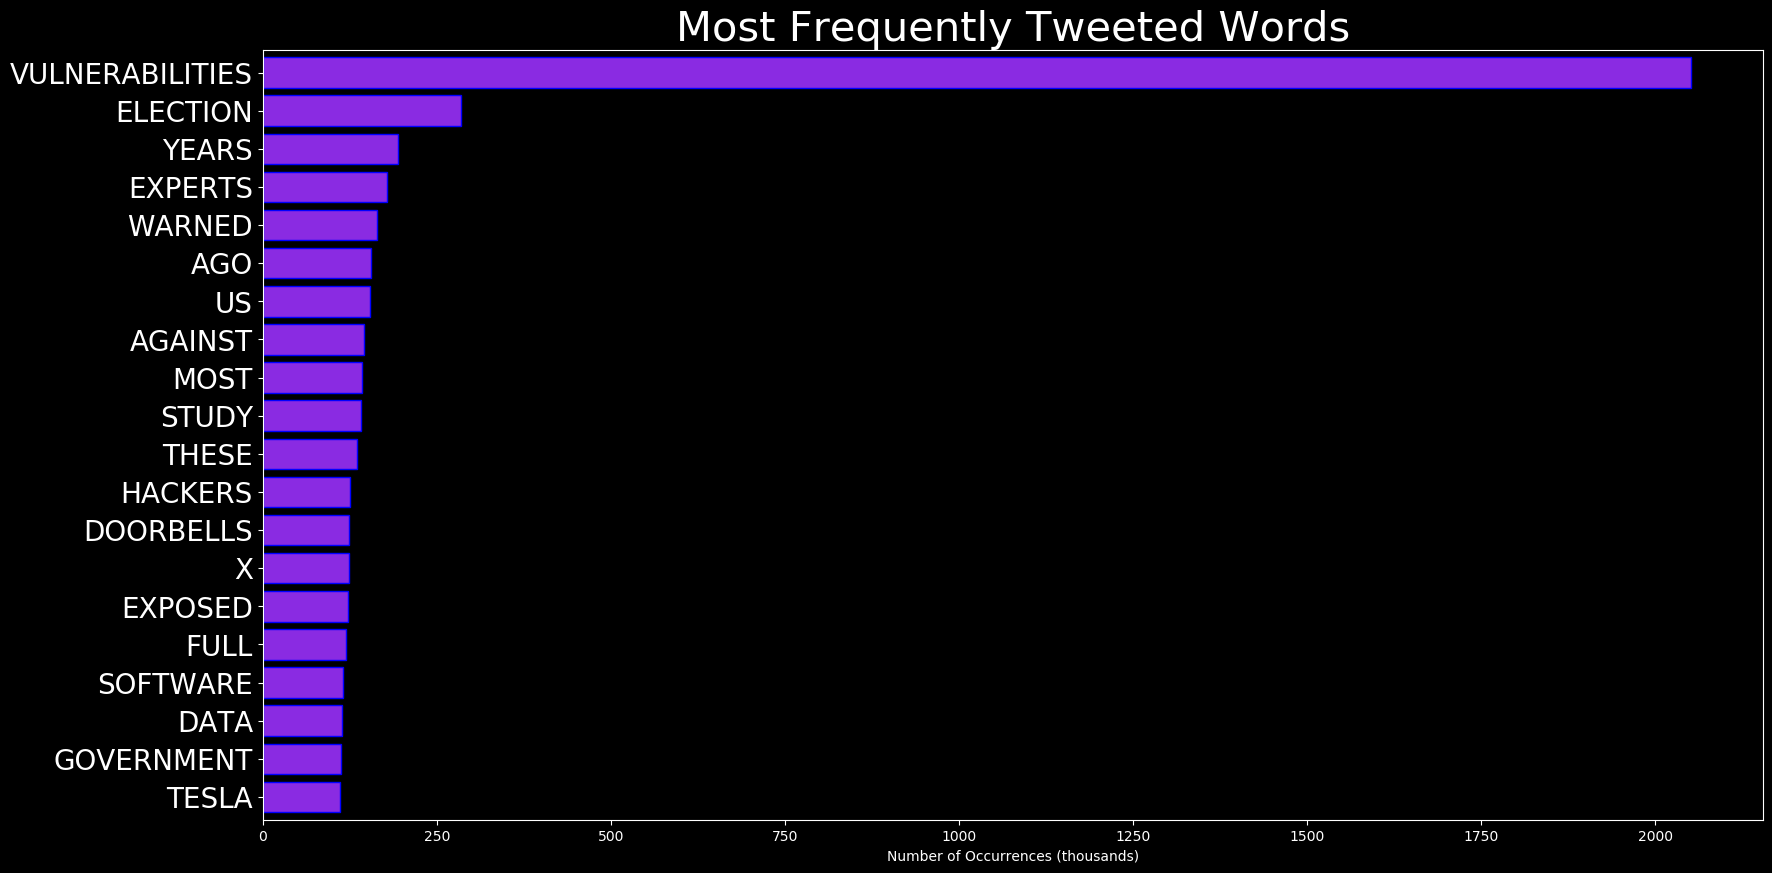 Most Frequently Tweeted Words
VULNERABILITIES
ELECTION
YEARS
EXPERTS
WARNED
AGO
US
AGAINST
MOST
STUDY
THESE
HACKERS
DOORBELLS
X
EXPOSED
FULL
SOFTWARE
DATA
GOVERNMENT
TESLA
0 250 500 750 1000 1250 1500 1750 2000
Number of Occurrences (thousands)